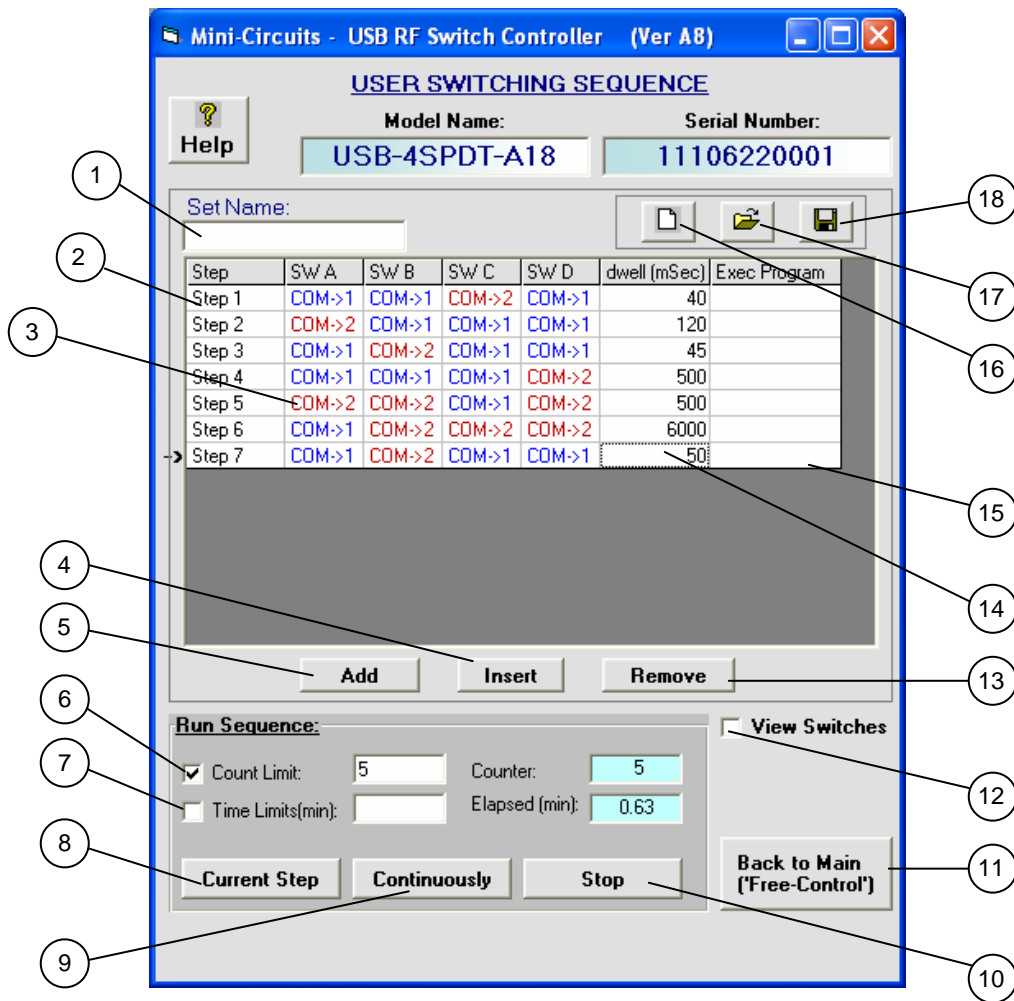 Mini-Circuits - USB RF Switch Controller (Ver A8)
USER SWITCHING SEQUENCE
Help
Model Name:
Serial Number:
USB-4SPDT-A18
11106220001
1
Set Name:
18
2
Step SW A SW B SW C SW D dwell (mSec) Exec Program
Step 1 COM->1 COM->1 COM->2 COM->1 40
17
Step 2 COM->2 COM->1 COM->1 COM->1 120
3
Step 3 COM->1 COM->2 COM->1 COM->1 45
16
Step 4 COM->1 COM->1 COM->1 COM->2 500
Step 5 COM->2 COM->2 COM->1 COM->2 500
Step 6 COM->1 COM->2 COM->2 COM->2 6000
Step 7 COM->1 COM->2 COM->1 COM->1 50
15
4
14
5
Add Insert Remove
13
6
Run Sequence:
View Switches
7
Count Limit: 5 Counter: 5
12
Time Limits(min): Elapsed (min): 0.63
8
Current Step Continuously Stop
Back to Main
('Free-Control')
11
9
10